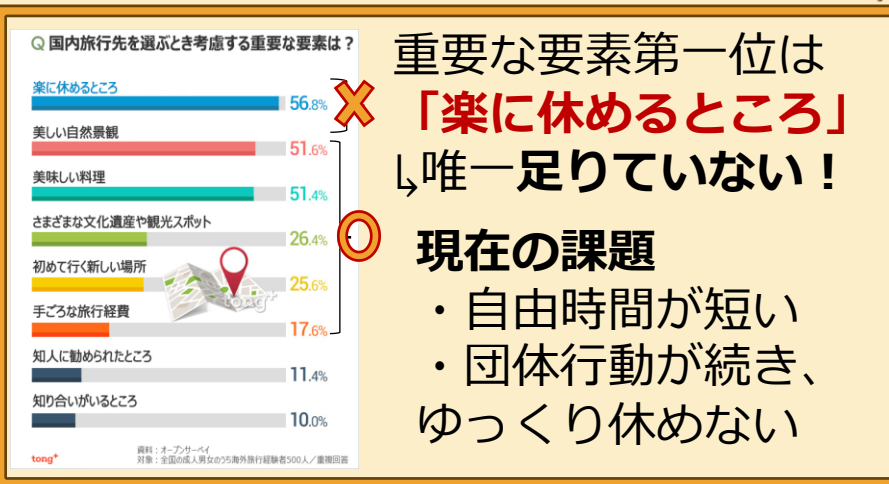 Q 国内旅行先を選ぶとき考慮する重要な要素は？
楽に休めるところ
56.8%
美しい自然景観
51.6%
美味しい料理
51.4%
さまざまな文化遺産や観光スポット
26.4%
初めて行く新しい場所
25.6%
tong+
手ごろな旅行経費
17.6%
知人に勧められたところ
11.4%
知り合いがいるところ
10.0%
tong+
資料：オープンサーベイ
対象：全国の成人男女のうち海外旅行経験者500人／重複回答
重要な要素第一位は
「楽に休めるところ」
↳唯一足りていない！
現在の課題
・自由時間が短い
・団体行動が続き、
ゆっくり休めない